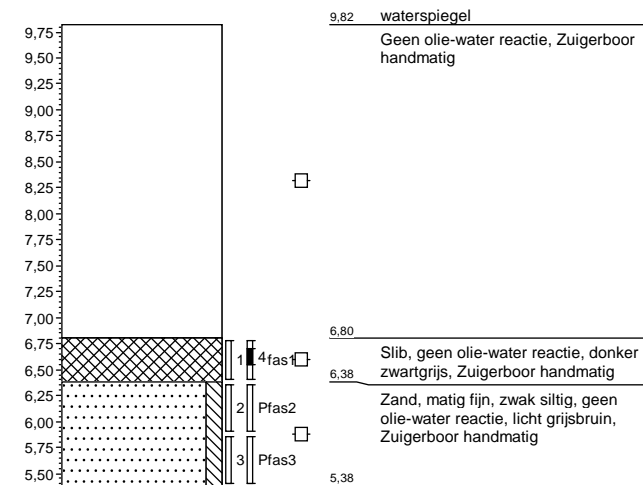 9,82 waterspiegel
9,75
Geen olie-water reactie, Zuigerboor
handmatig
9,50
9,25
9,00
8,75
8,50
8,25
8,00
7,75
7,50
7,25
7,00
6,80
6,75
1 4fas1
Slib, geen olie-water reactie, donker
zwartgrijs, Zuigerboor handmatig
6,50
6,38
Zand, matig fijn, zwak siltig, geen
olie-water reactie, licht grijsbruin,
Zuigerboor handmatig
6,25
2 Pfas2
6,00
5,75
3 Pfas3
5,50
5,38